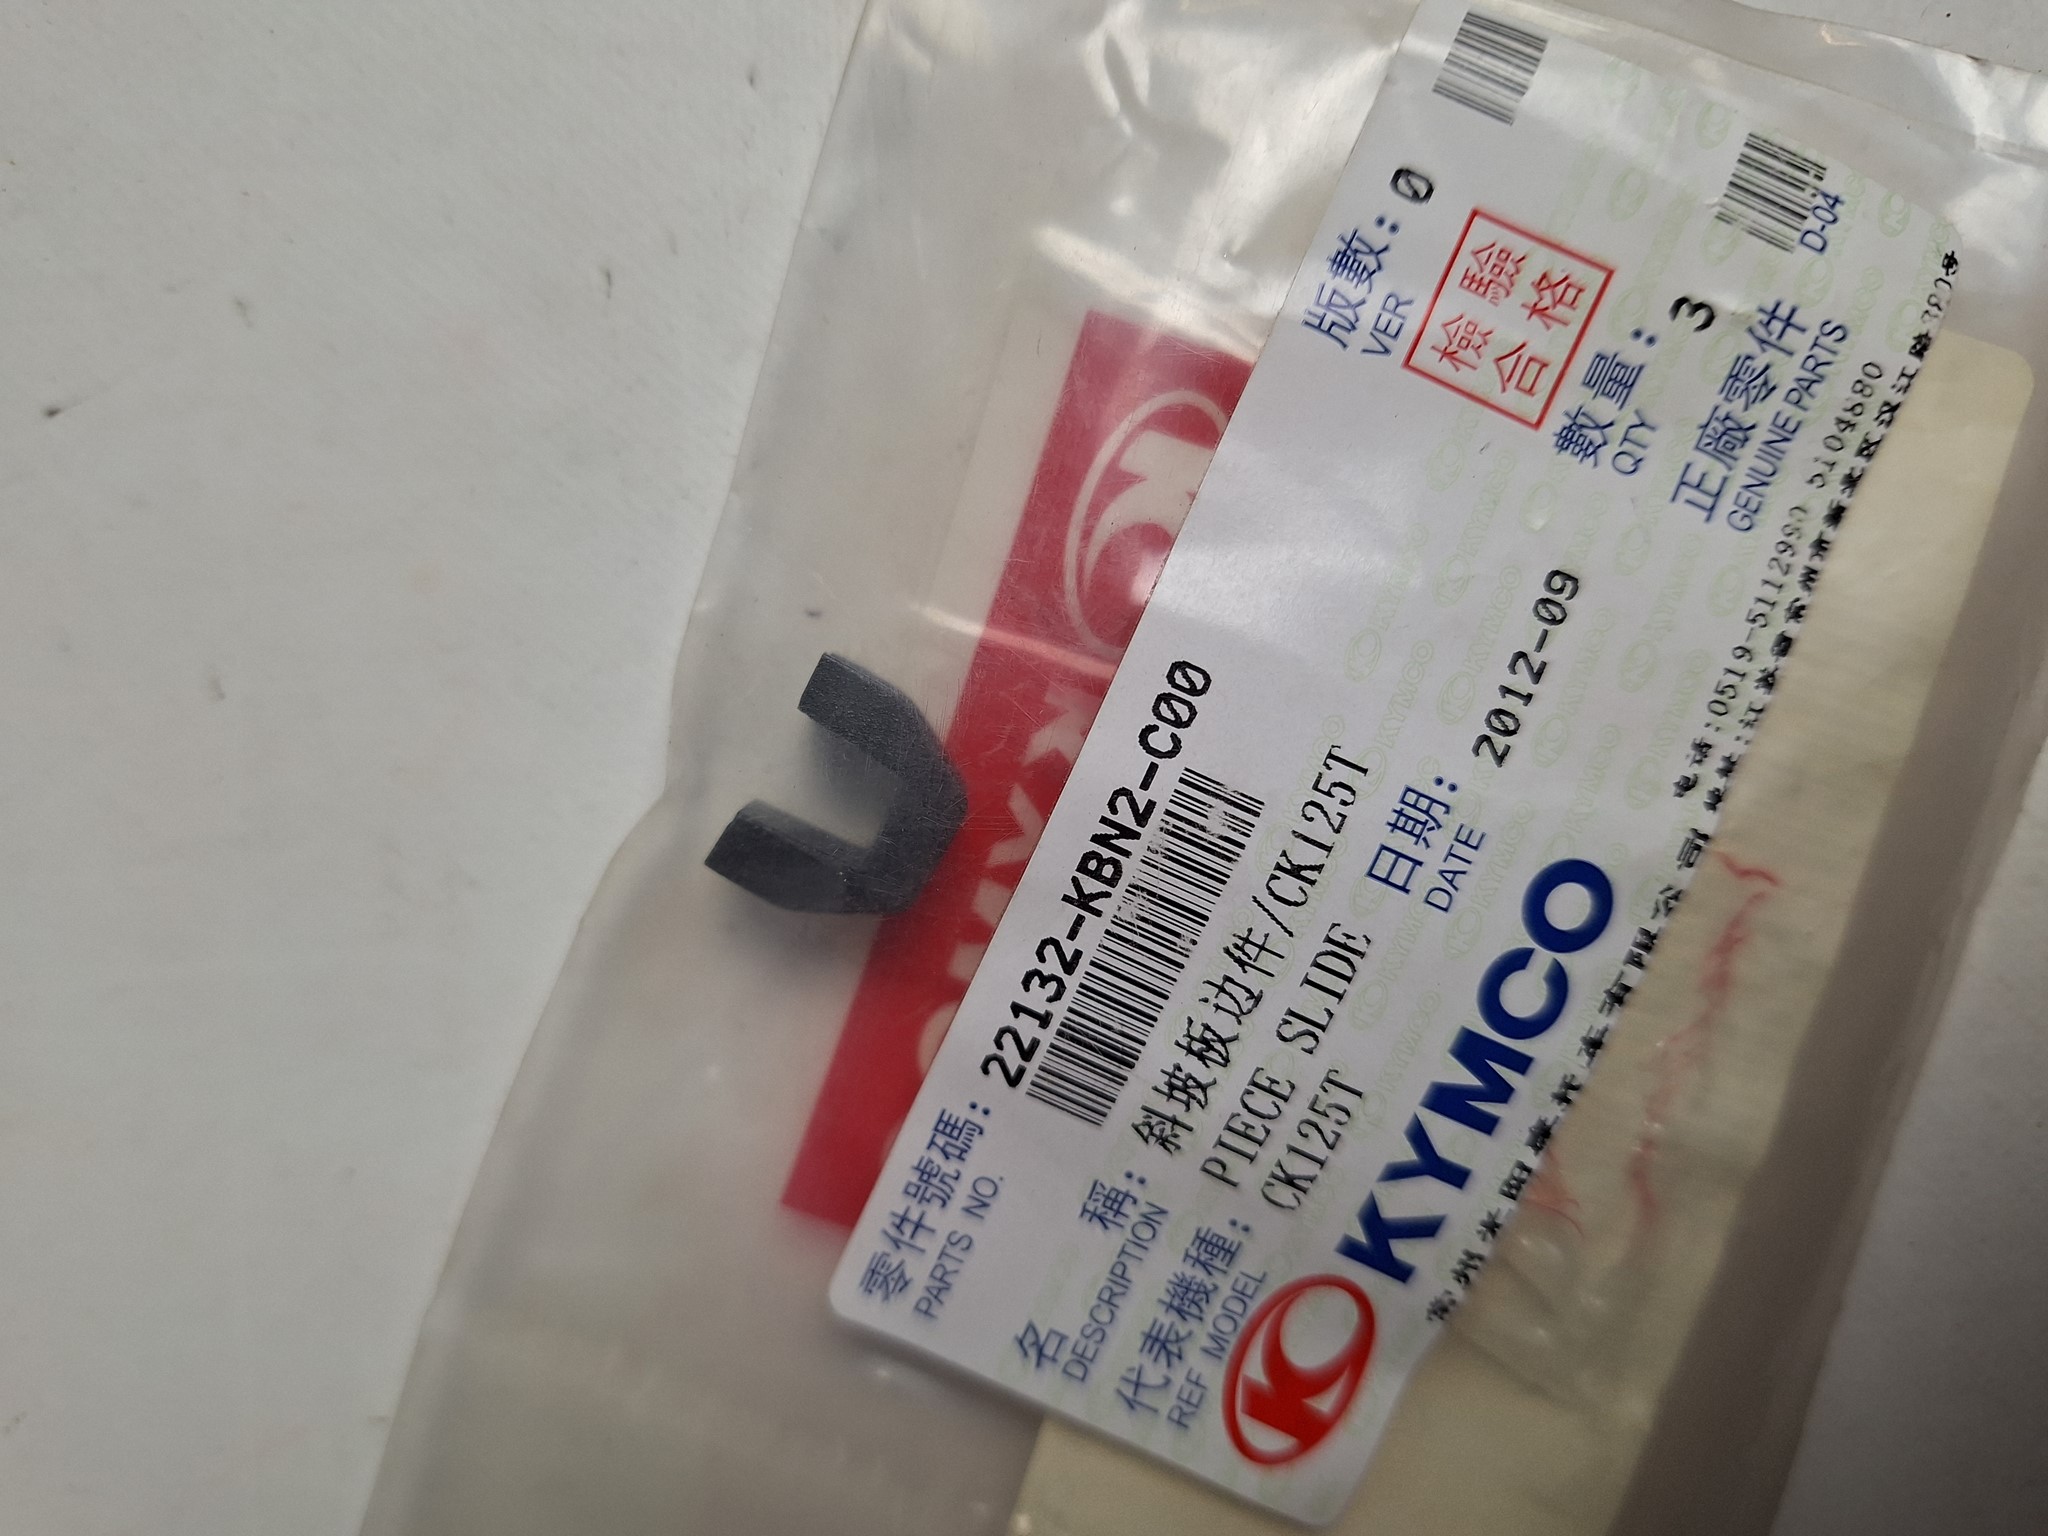 零件號碼: 22132-KBN2-C00
PARTS NO.
版數: 0
VER
名 稱: 斜坡板边件/CK125T
DESCRIPTION PIECE SLIDE
檢驗
合格
代表機種: CK125T
REF MODEL
日期: 2012-09
DATE
數量: 3
QTY
KYMCO
正廠零件
GENUINE PARTS
D-04
电话:0519-5112990 5104680